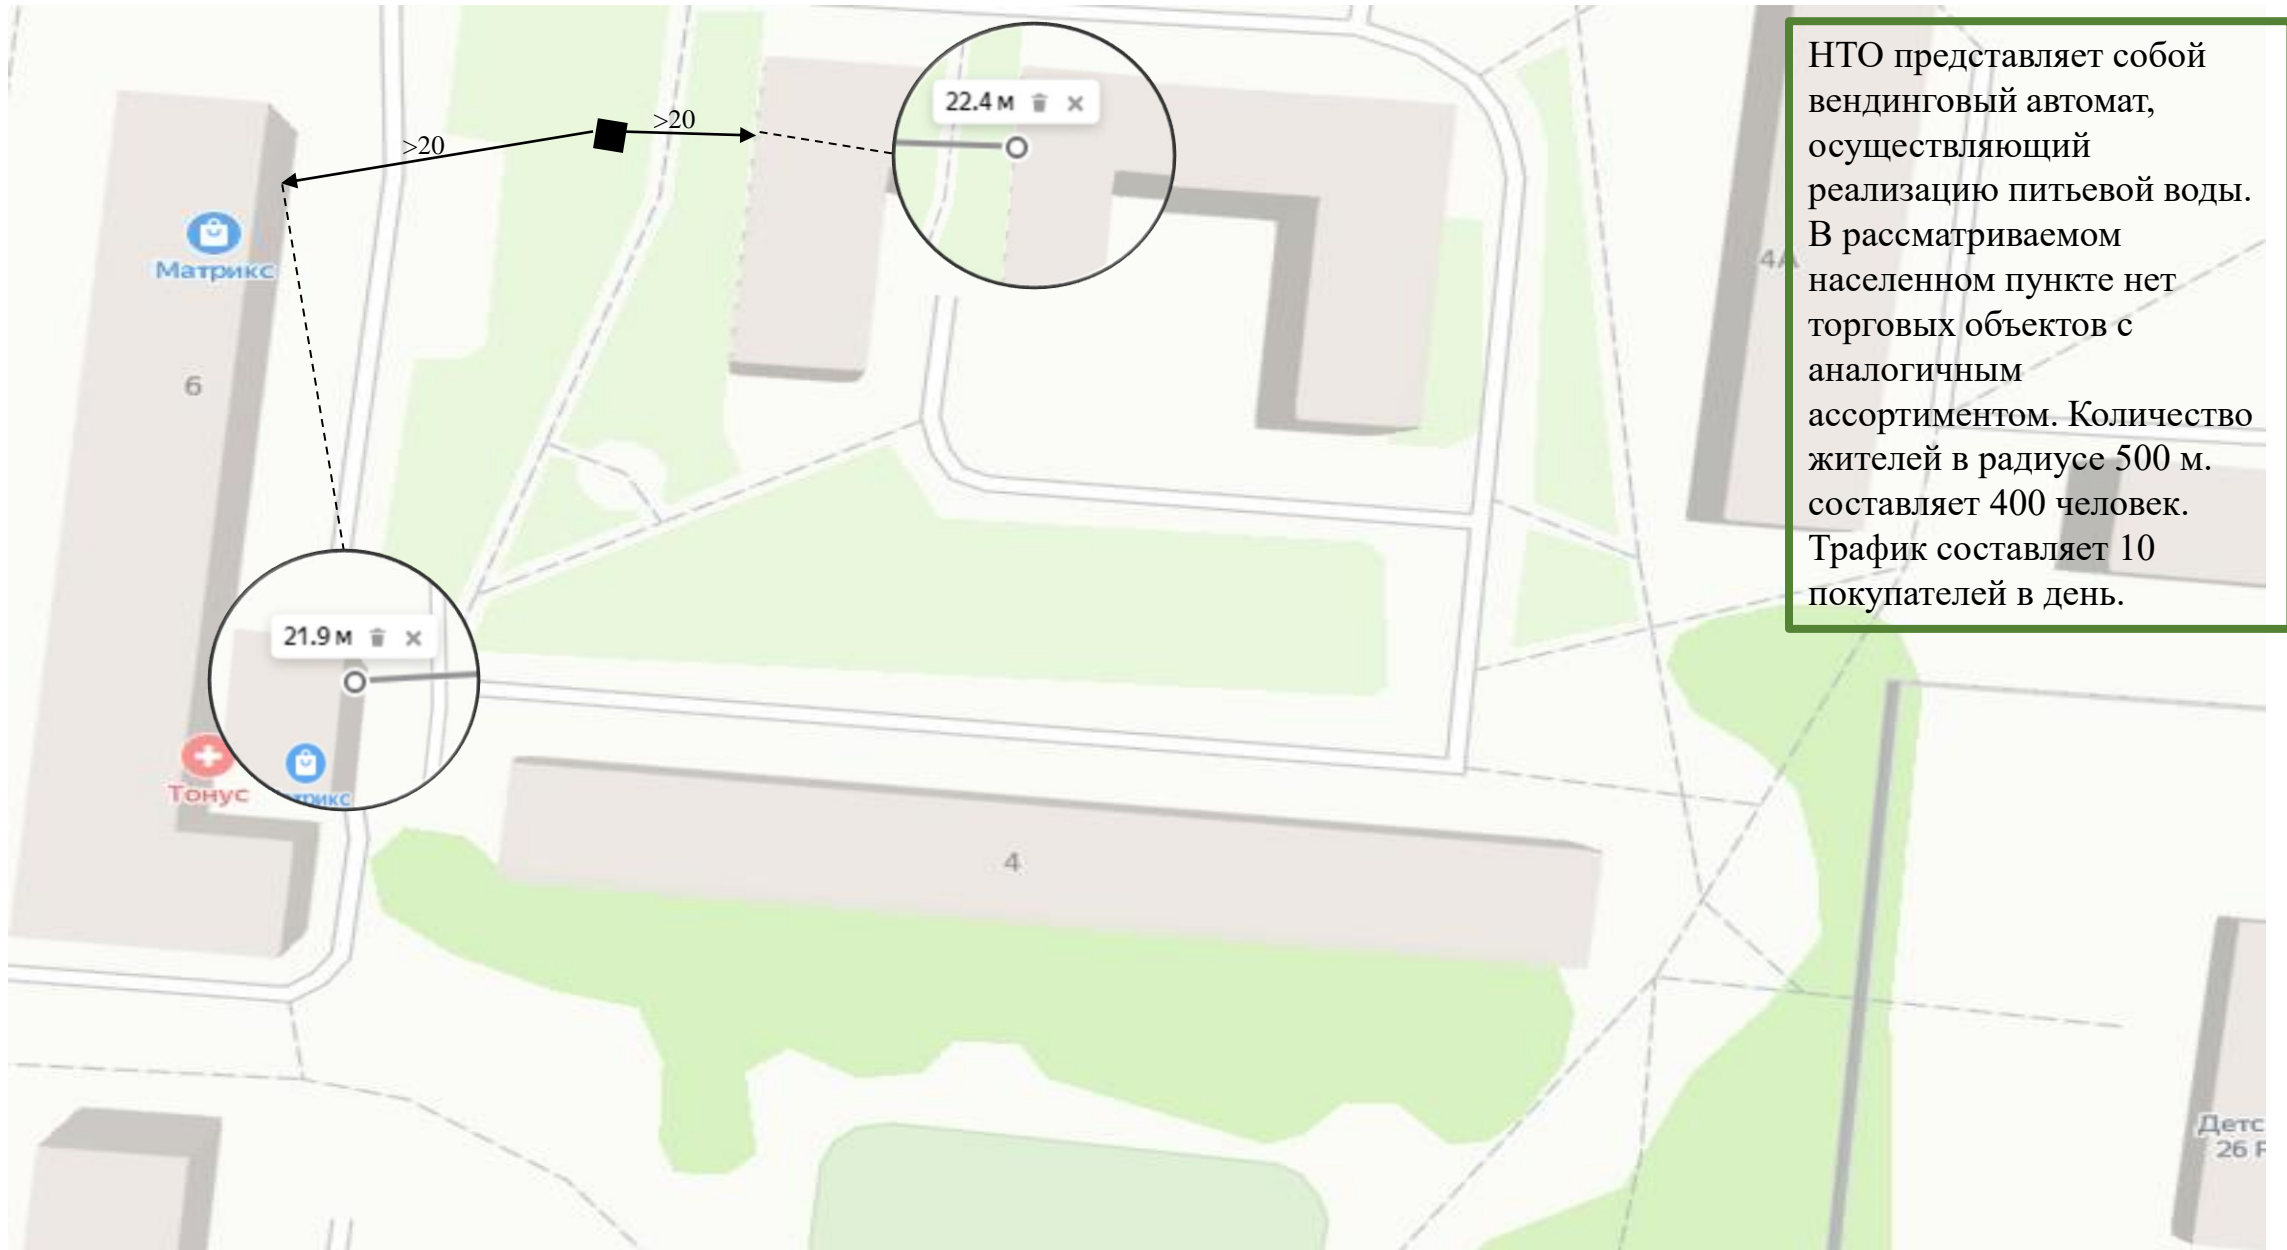 НТО представляет собой
вендинговый автомат,
осуществляющий
реализацию питьевой воды.
В рассматриваемом
населенном пункте нет
торговых объектов с
аналогичным
ассортиментом. Количество
жителей в радиусе 500 м.
составляет 400 человек.
Трафик составляет 10
покупателей в день.
22.4 м
>20
>20
Матрикс
4А
6
21.9 м
Тонус
трикс
4
Детс
26 F